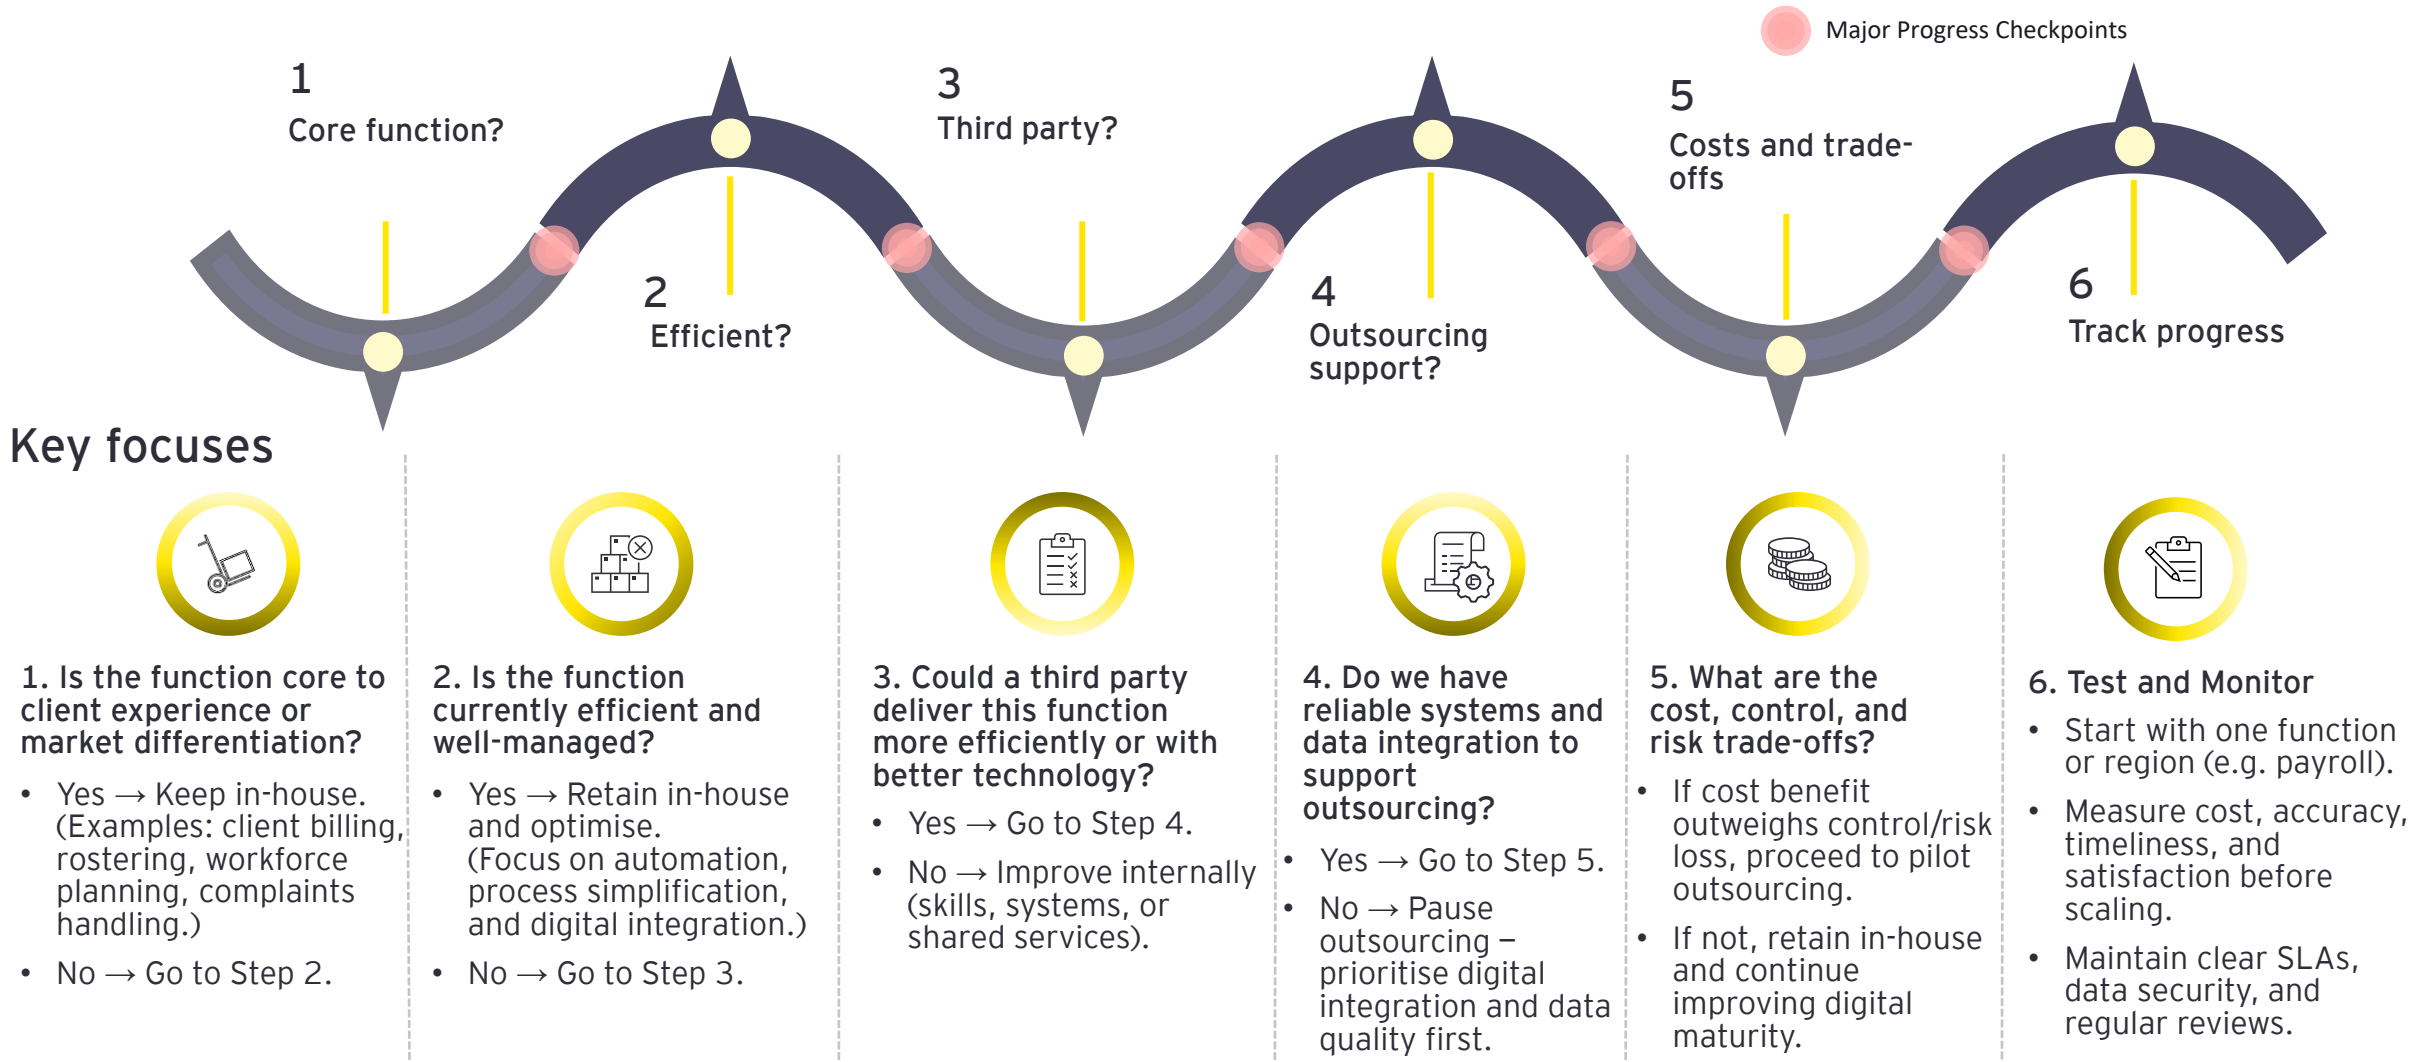 Major Progress Checkpoints
1
Core function?
2
Efficient?
3
Third party?
4
Outsourcing
support?
5
Costs and trade-
offs
6
Track progress
Key focuses
1. Is the function core to
client experience or
market differentiation?
• Yes → Keep in-house.
(Examples: client billing,
rostering, workforce
planning, complaints
handling.)
• No → Go to Step 2.
2. Is the function
currently efficient and
well-managed?
• Yes → Retain in-house
and optimise.
(Focus on automation,
process simplification,
and digital integration.)
• No → Go to Step 3.
3. Could a third party
deliver this function
more efficiently or with
better technology?
• Yes → Go to Step 4.
• No → Improve internally
(skills, systems, or
shared services).
4. Do we have
reliable systems and
data integration to
support
outsourcing?
• Yes → Go to Step 5.
• No → Pause
outsourcing –
prioritise digital
integration and data
quality first.
5. What are the
cost, control, and
risk trade-offs?
• If cost benefit
outweighs control/risk
loss, proceed to pilot
outsourcing.
• If not, retain in-house
and continue
improving digital
maturity.
6. Test and Monitor
• Start with one function
or region (e.g. payroll).
• Measure cost, accuracy,
timeliness, and
satisfaction before
scaling.
• Maintain clear SLAs,
data security, and
regular reviews.